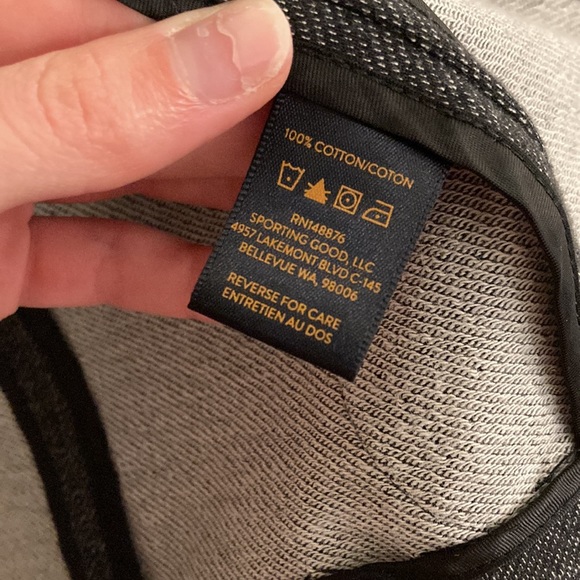 100% COTTON/COTON
RN148876
SPORTING GOOD, LLC
4957 LAKEMONT BLVD C-145
BELLEVUE WA, 98006
REVERSE FOR CARE
ENTRETIEN AU DOS